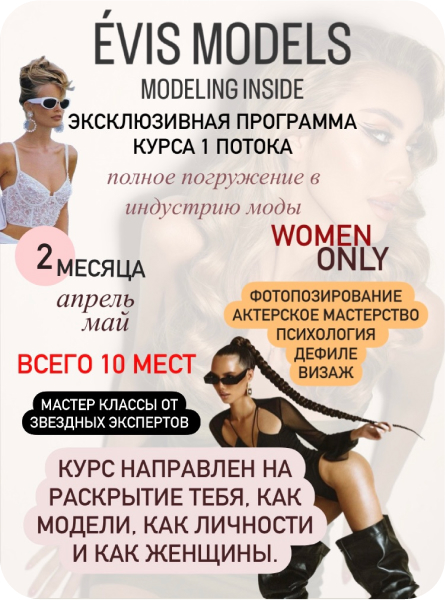 ÉVIS MODELS
MODELING INSIDE
ЭКСКЛЮЗИВНАЯ ПРОГРАММА
КУРСА 1 ПОТОКА
полное погружение в
индустрию моды
WOMEN
ONLY
2 МЕСЯЦА
апрель
май
ФОТОПОЗИРОВАНИЕ
АКТЕРСКОЕ МАСТЕРСТВО
ПСИХОЛОГИЯ
ДЕФИЛЕ
ВИЗАЖ
ВСЕГО 10 МЕСТ
МАСТЕР КЛАССЫ ОТ
ЗВЕЗДНЫХ ЭКСПЕРТОВ
КУРС НАПРАВЛЕН НА
РАСКРЫТИЕ ТЕБЯ, КАК
МОДЕЛИ, КАК ЛИЧНОСТИ
И КАК ЖЕНЩИНЫ.